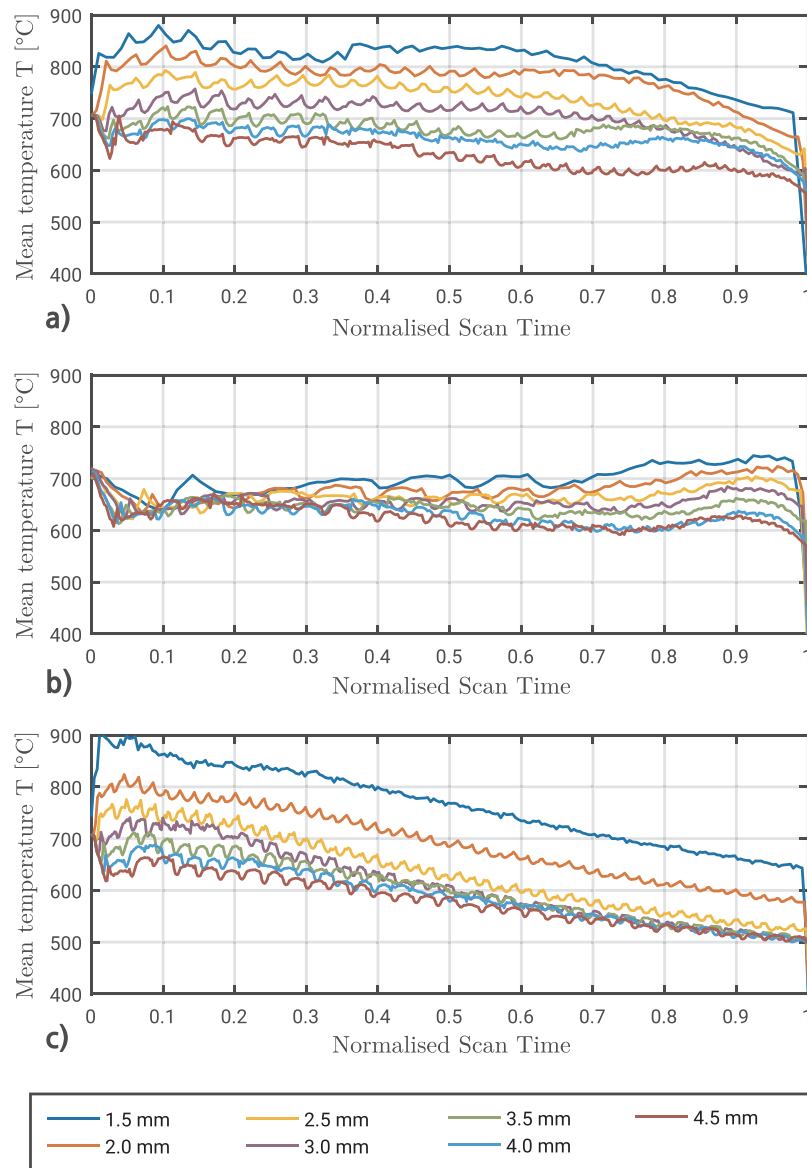 Mean temperature T [°C]
900
800
700
600
500
400
0 0.1 0.2 0.3 0.4 0.5 0.6 0.7 0.8 0.9 1
Normalised Scan Time
a)
Mean temperature T [°C]
900
800
700
600
500
400
0 0.1 0.2 0.3 0.4 0.5 0.6 0.7 0.8 0.9 1
Normalised Scan Time
b)
Mean temperature T [°C]
900
800
700
600
500
400
0 0.1 0.2 0.3 0.4 0.5 0.6 0.7 0.8 0.9 1
Normalised Scan Time
c)
1.5 mm 2.5 mm 3.5 mm 4.5 mm
2.0 mm 3.0 mm 4.0 mm